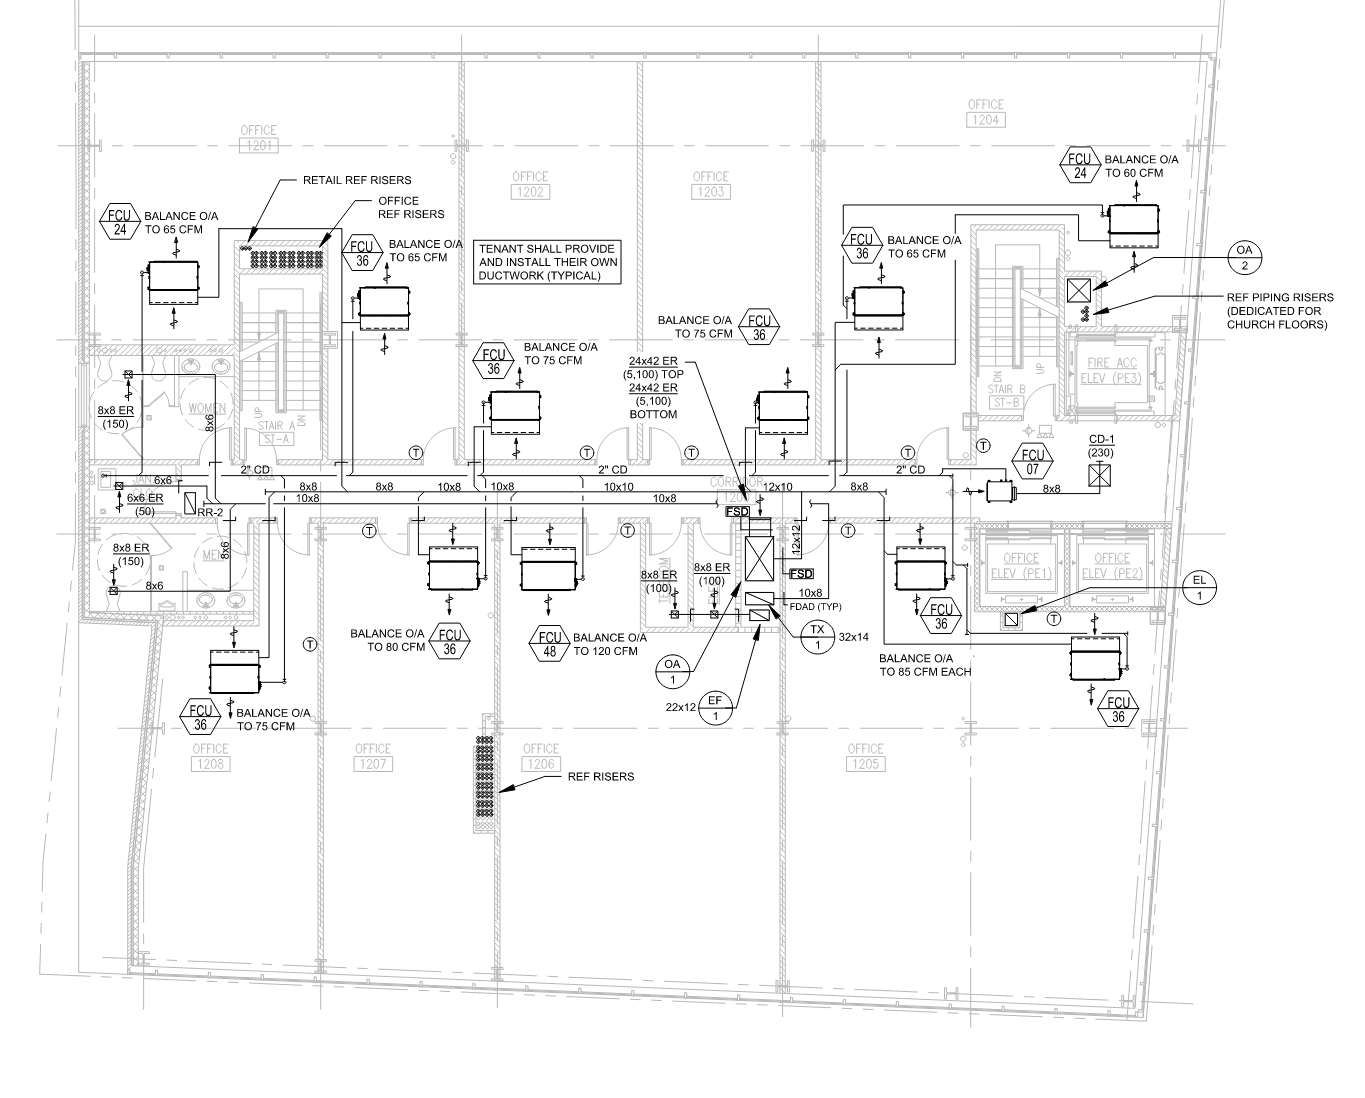 OFFICE
1204
OFFICE
1201
OFFICE
1202
OFFICE
1203
FCU
24
BALANCE O/A
TO 60 CFM
RETAIL REF RISERS
OFFICE
REF RISERS
FCU
24
BALANCE O/A
TO 65 CFM
FCU
36
BALANCE O/A
TO 65 CFM
TENANT SHALL PROVIDE
AND INSTALL THEIR OWN
DUCTWORK (TYPICAL)
FCU
36
BALANCE O/A
TO 65 CFM
OA
2
REF PIPING RISERS
(DEDICATED FOR
CHURCH FLOORS)
BALANCE O/A
TO 75 CFM
FCU
36
FCU
36
BALANCE O/A
TO 75 CFM
24x42 ER
(5,100) TOP
24x42 ER
(5,100)
BOTTOM
FIRE ACC
ELEV (PE3)
DN
UP
STAIR B
ST-B
8x8 ER
(150)
WOMEN
8x6
UP
DN
STAIR A
ST-A
T
T
T
T
T
CD-1
(230)
FCU
07
2" CD
2" CD
2" CD
JAN
6x6
CORRIDOR
8x8
8x8
10x8
10x8
10x10
12x10
8x8
8x8
6x6 ER
(50)
RR-2
10x8
10x8
FSD
T
T
T
8x8 ER
(150)
MEN
8x6
8x6
12x12
FSD
8x8 ER
(100)
8x8 ER
(100)
10x8
FDAD (TYP)
OFFICE
ELEV (PE1)
OFFICE
ELEV (PE2)
EL
1
T
T
BALANCE O/A
TO 80 CFM
FCU
36
FCU
48
BALANCE O/A
TO 120 CFM
TX
1
32x14
FCU
36
OA
1
BALANCE O/A
TO 85 CFM EACH
22x12
EF
1
FCU
36
FCU
36
BALANCE O/A
TO 75 CFM
OFFICE
1208
OFFICE
1207
OFFICE
1206
OFFICE
1205
REF RISERS